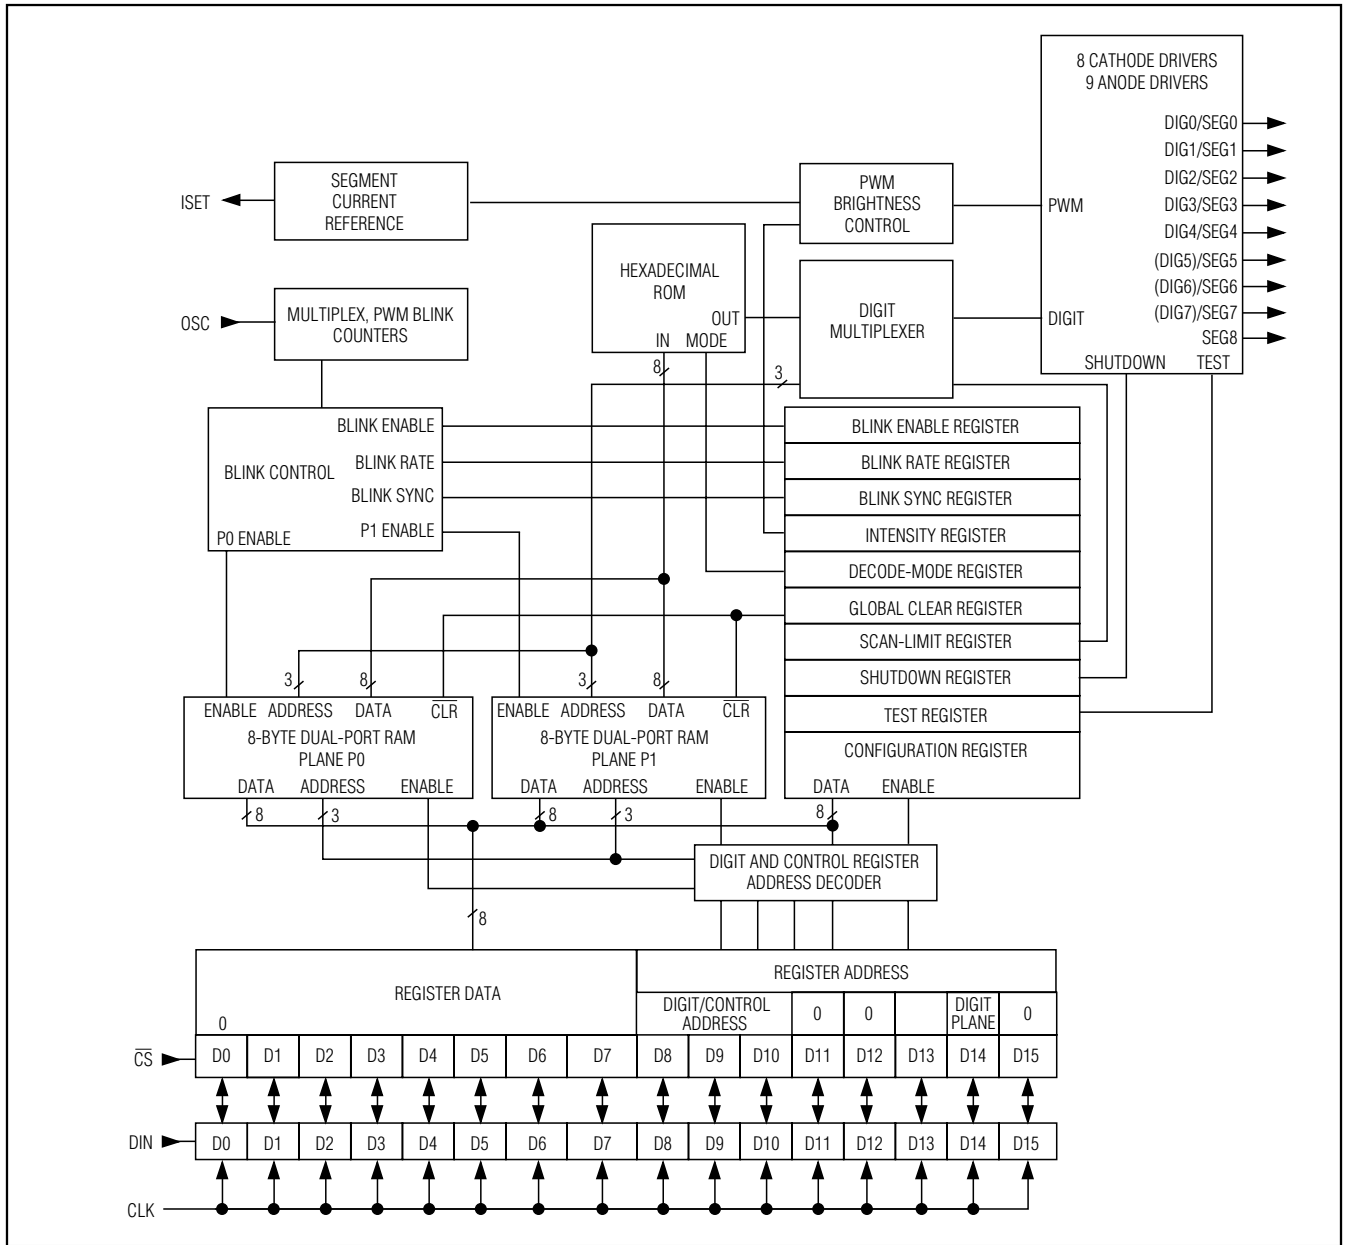 8 CATHODE DRIVERS
9 ANODE DRIVERS
DIG0/SEG0
DIG1/SEG1
DIG2/SEG2
DIG3/SEG3
DIG4/SEG4
(DIG5)/SEG5
(DIG6)/SEG6
(DIG7)/SEG7
SEG8
PWM
DIGIT
SHUTDOWN TEST
ISET
SEGMENT
CURRENT
REFERENCE
PWM
BRIGHTNESS
CONTROL
OSC
MULTIPLEX, PWM BLINK
COUNTERS
HEXADECIMAL
ROM
OUT
IN MODE
8
DIGIT
MULTIPLEXER
3
BLINK CONTROL
BLINK ENABLE
BLINK RATE
BLINK SYNC
P1 ENABLE
P0 ENABLE
BLINK ENABLE REGISTER
BLINK RATE REGISTER
BLINK SYNC REGISTER
INTENSITY REGISTER
DECODE-MODE REGISTER
GLOBAL CLEAR REGISTER
SCAN-LIMIT REGISTER
SHUTDOWN REGISTER
TEST REGISTER
CONFIGURATION REGISTER
DATA ENABLE
8
3 8
ENABLE ADDRESS DATA CLR
8-BYTE DUAL-PORT RAM
PLANE P0
DATA ADDRESS ENABLE
8 3
3 8
ENABLE ADDRESS DATA CLR
8-BYTE DUAL-PORT RAM
PLANE P1
DATA ADDRESS ENABLE
8 3
DIGIT AND CONTROL REGISTER
ADDRESS DECODER
8
REGISTER DATA
0
REGISTER ADDRESS
DIGIT/CONTROL
ADDRESS
0 0
DIGIT
PLANE
0
CS D0 D1 D2 D3 D4 D5 D6 D7 D8 D9 D10 D11 D12 D13 D14 D15
DIN D0 D1 D2 D3 D4 D5 D6 D7 D8 D9 D10 D11 D12 D13 D14 D15
CLK